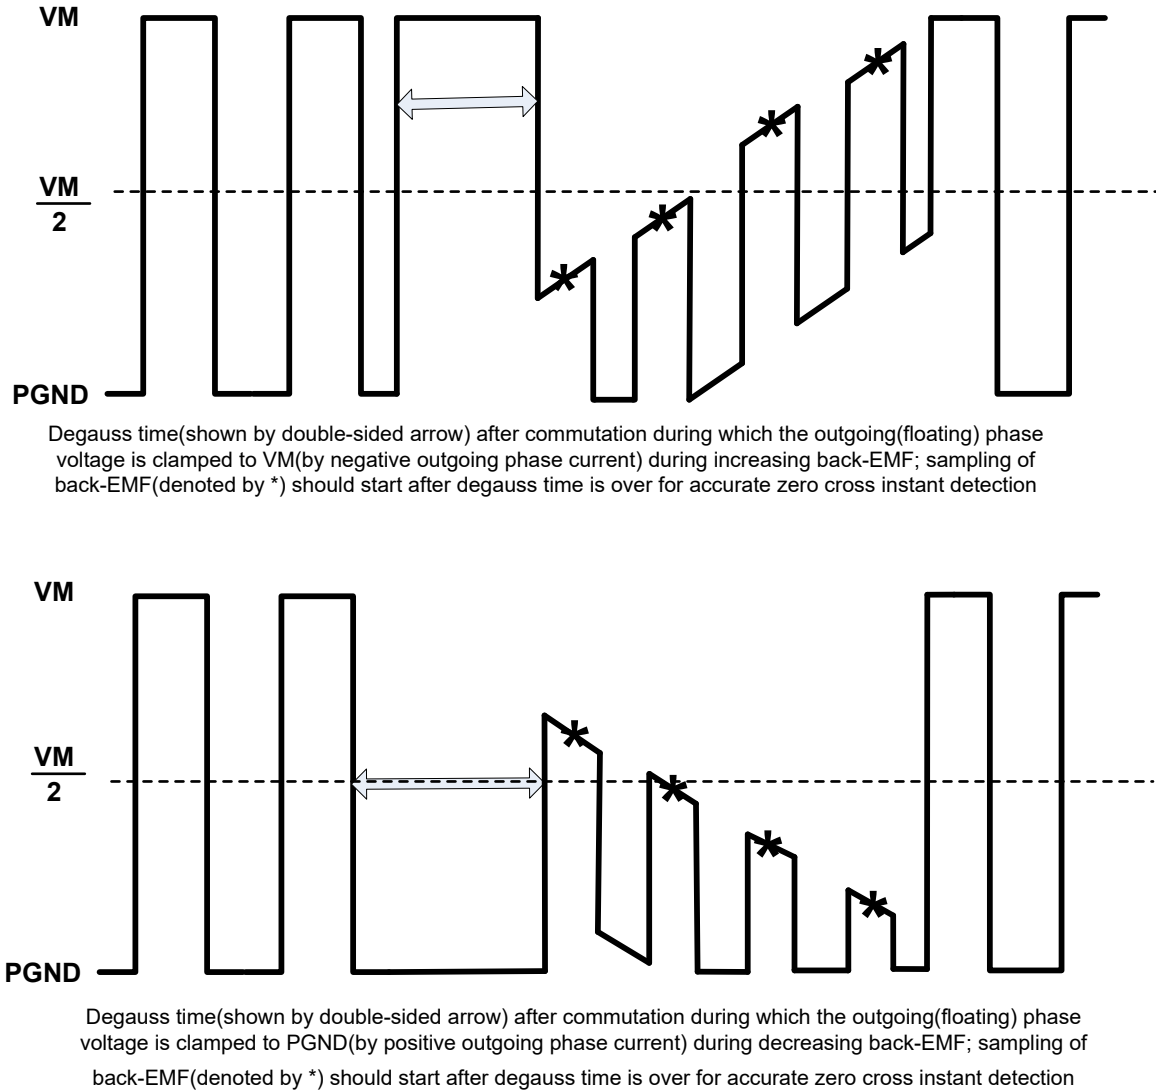 VM
VM
2
PGND
Degauss time(shown by double-sided arrow) after commutation during which the outgoing(floating) phase
voltage is clamped to VM(by negative outgoing phase current) during increasing back-EMF; sampling of
back-EMF(denoted by *) should start after degauss time is over for accurate zero cross instant detection
VM
VM
2
PGND
Degauss time(shown by double-sided arrow) after commutation during which the outgoing(floating) phase
voltage is clamped to PGND(by positive outgoing phase current) during decreasing back-EMF; sampling of
back-EMF(denoted by *) should start after degauss time is over for accurate zero cross instant detection